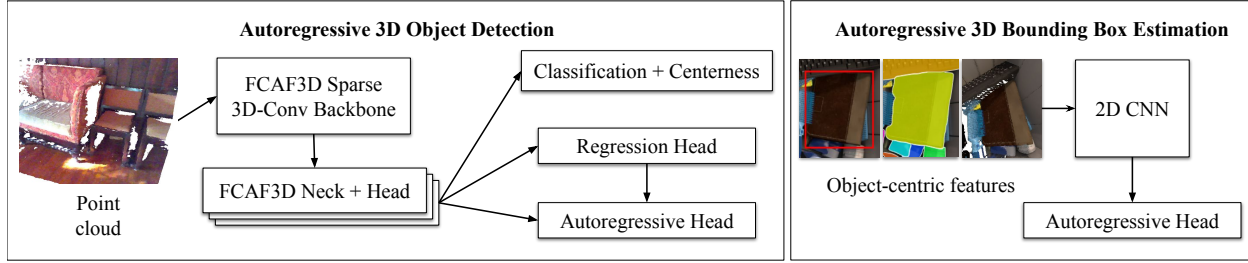 Autoregressive 3D Object Detection
Point
cloud
FCAF3D Sparse
3D-Conv Backbone
FCAF3D Neck + Head
Classification + Centerness
Regression Head
Autoregressive Head
Autoregressive 3D Bounding Box Estimation
Object-centric features
2D CNN
Autoregressive Head